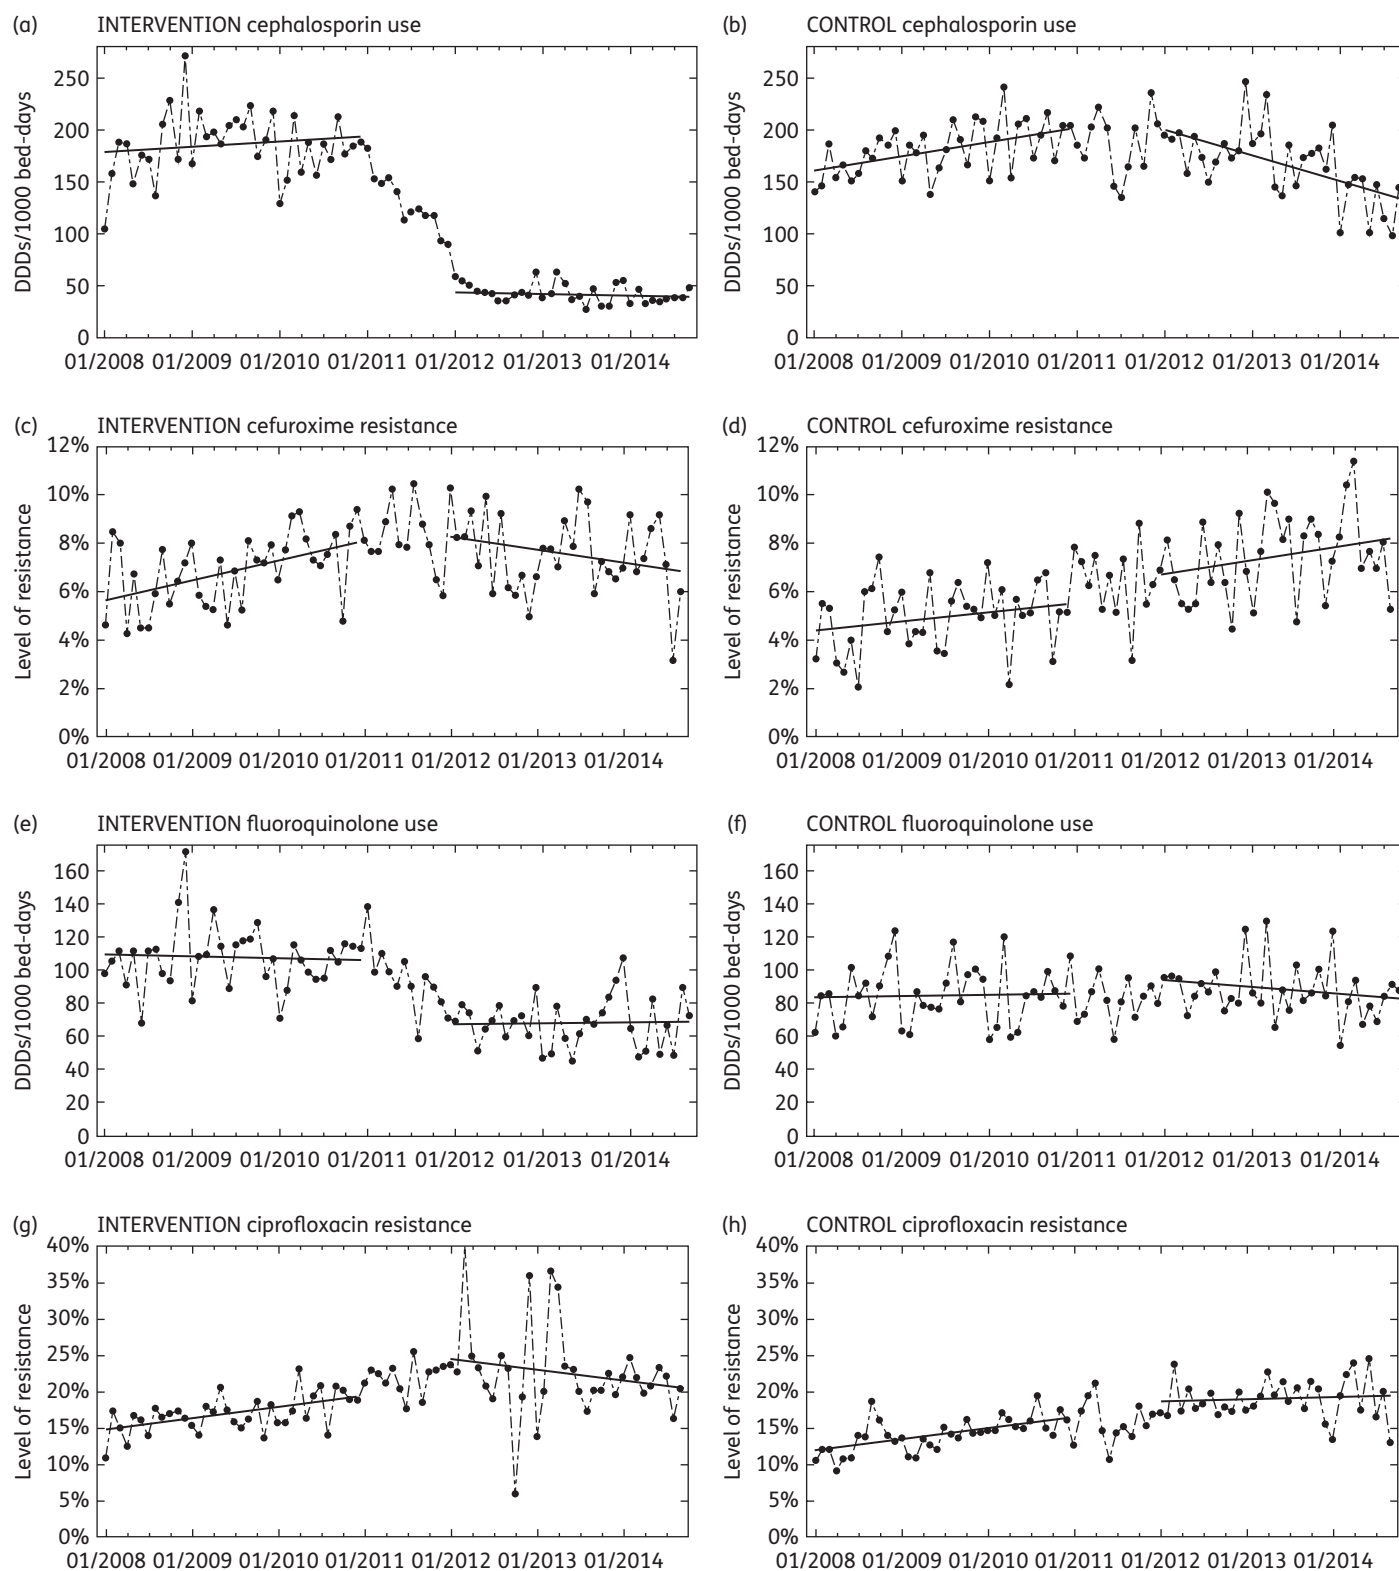 (a) INTERVENTION cephalosporin use
DDDs/1000 bed-days
250
200
150
100
50
0
01/2008 01/2009 01/2010 01/2011 01/2012 01/2013 01/2014
(b) CONTROL cephalosporin use
DDDs/1000 bed-days
250
200
150
100
50
0
01/2008 01/2009 01/2010 01/2011 01/2012 01/2013 01/2014
(c) INTERVENTION cefuroxime resistance
Level of resistance
12%
10%
8%
6%
4%
2%
0%
01/2008 01/2009 01/2010 01/2011 01/2012 01/2013 01/2014
(d) CONTROL cefuroxime resistance
Level of resistance
12%
10%
8%
6%
4%
2%
0%
01/2008 01/2009 01/2010 01/2011 01/2012 01/2013 01/2014
(e) INTERVENTION fluoroquinolone use
DDDs/1000 bed-days
160
140
120
100
80
60
40
20
0
01/2008 01/2009 01/2010 01/2011 01/2012 01/2013 01/2014
(f) CONTROL fluoroquinolone use
DDDs/1000 bed-days
160
140
120
100
80
60
40
20
0
01/2008 01/2009 01/2010 01/2011 01/2012 01/2013 01/2014
(g) INTERVENTION ciprofloxacin resistance
Level of resistance
40%
35%
30%
25%
20%
15%
10%
5%
0%
01/2008 01/2009 01/2010 01/2011 01/2012 01/2013 01/2014
(h) CONTROL ciprofloxacin resistance
Level of resistance
40%
35%
30%
25%
20%
15%
10%
5%
0%
01/2008 01/2009 01/2010 01/2011 01/2012 01/2013 01/2014